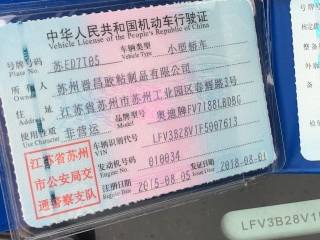 中华人民共和国机动车行驶证
Vehicle License of the People's Republic of China
号牌号码 苏ED7T05 车辆类型 小型轿车
Plate No. Vehicle Type
所有人 苏州晋昌胶粘制品有限公司
Owner
住址 江苏省苏州市苏州工业园区春辉路3号
Address
使用性质 非营运 品牌型号 奥迪牌FV7188LBDBG
Use Character Model
江苏省苏州
市公安局交
通警察支队
车辆识别代号 LFV3B28V1F5007613
VIN
发动机号码 010034
Engine No.
注册日期 2015-08-05 发证日期 2018-08-01
Register Date Issue Date
LFV3B28V1